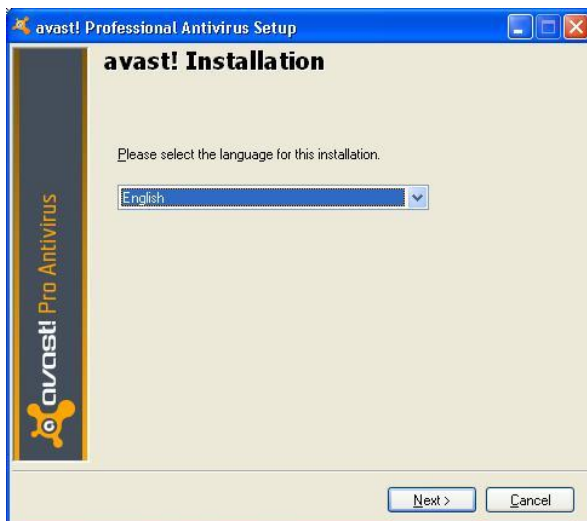 avast! Professional Antivirus Setup
avast! Installation
Please select the language for this installation.
English
avast! Pro Antivirus
Next >
Cancel